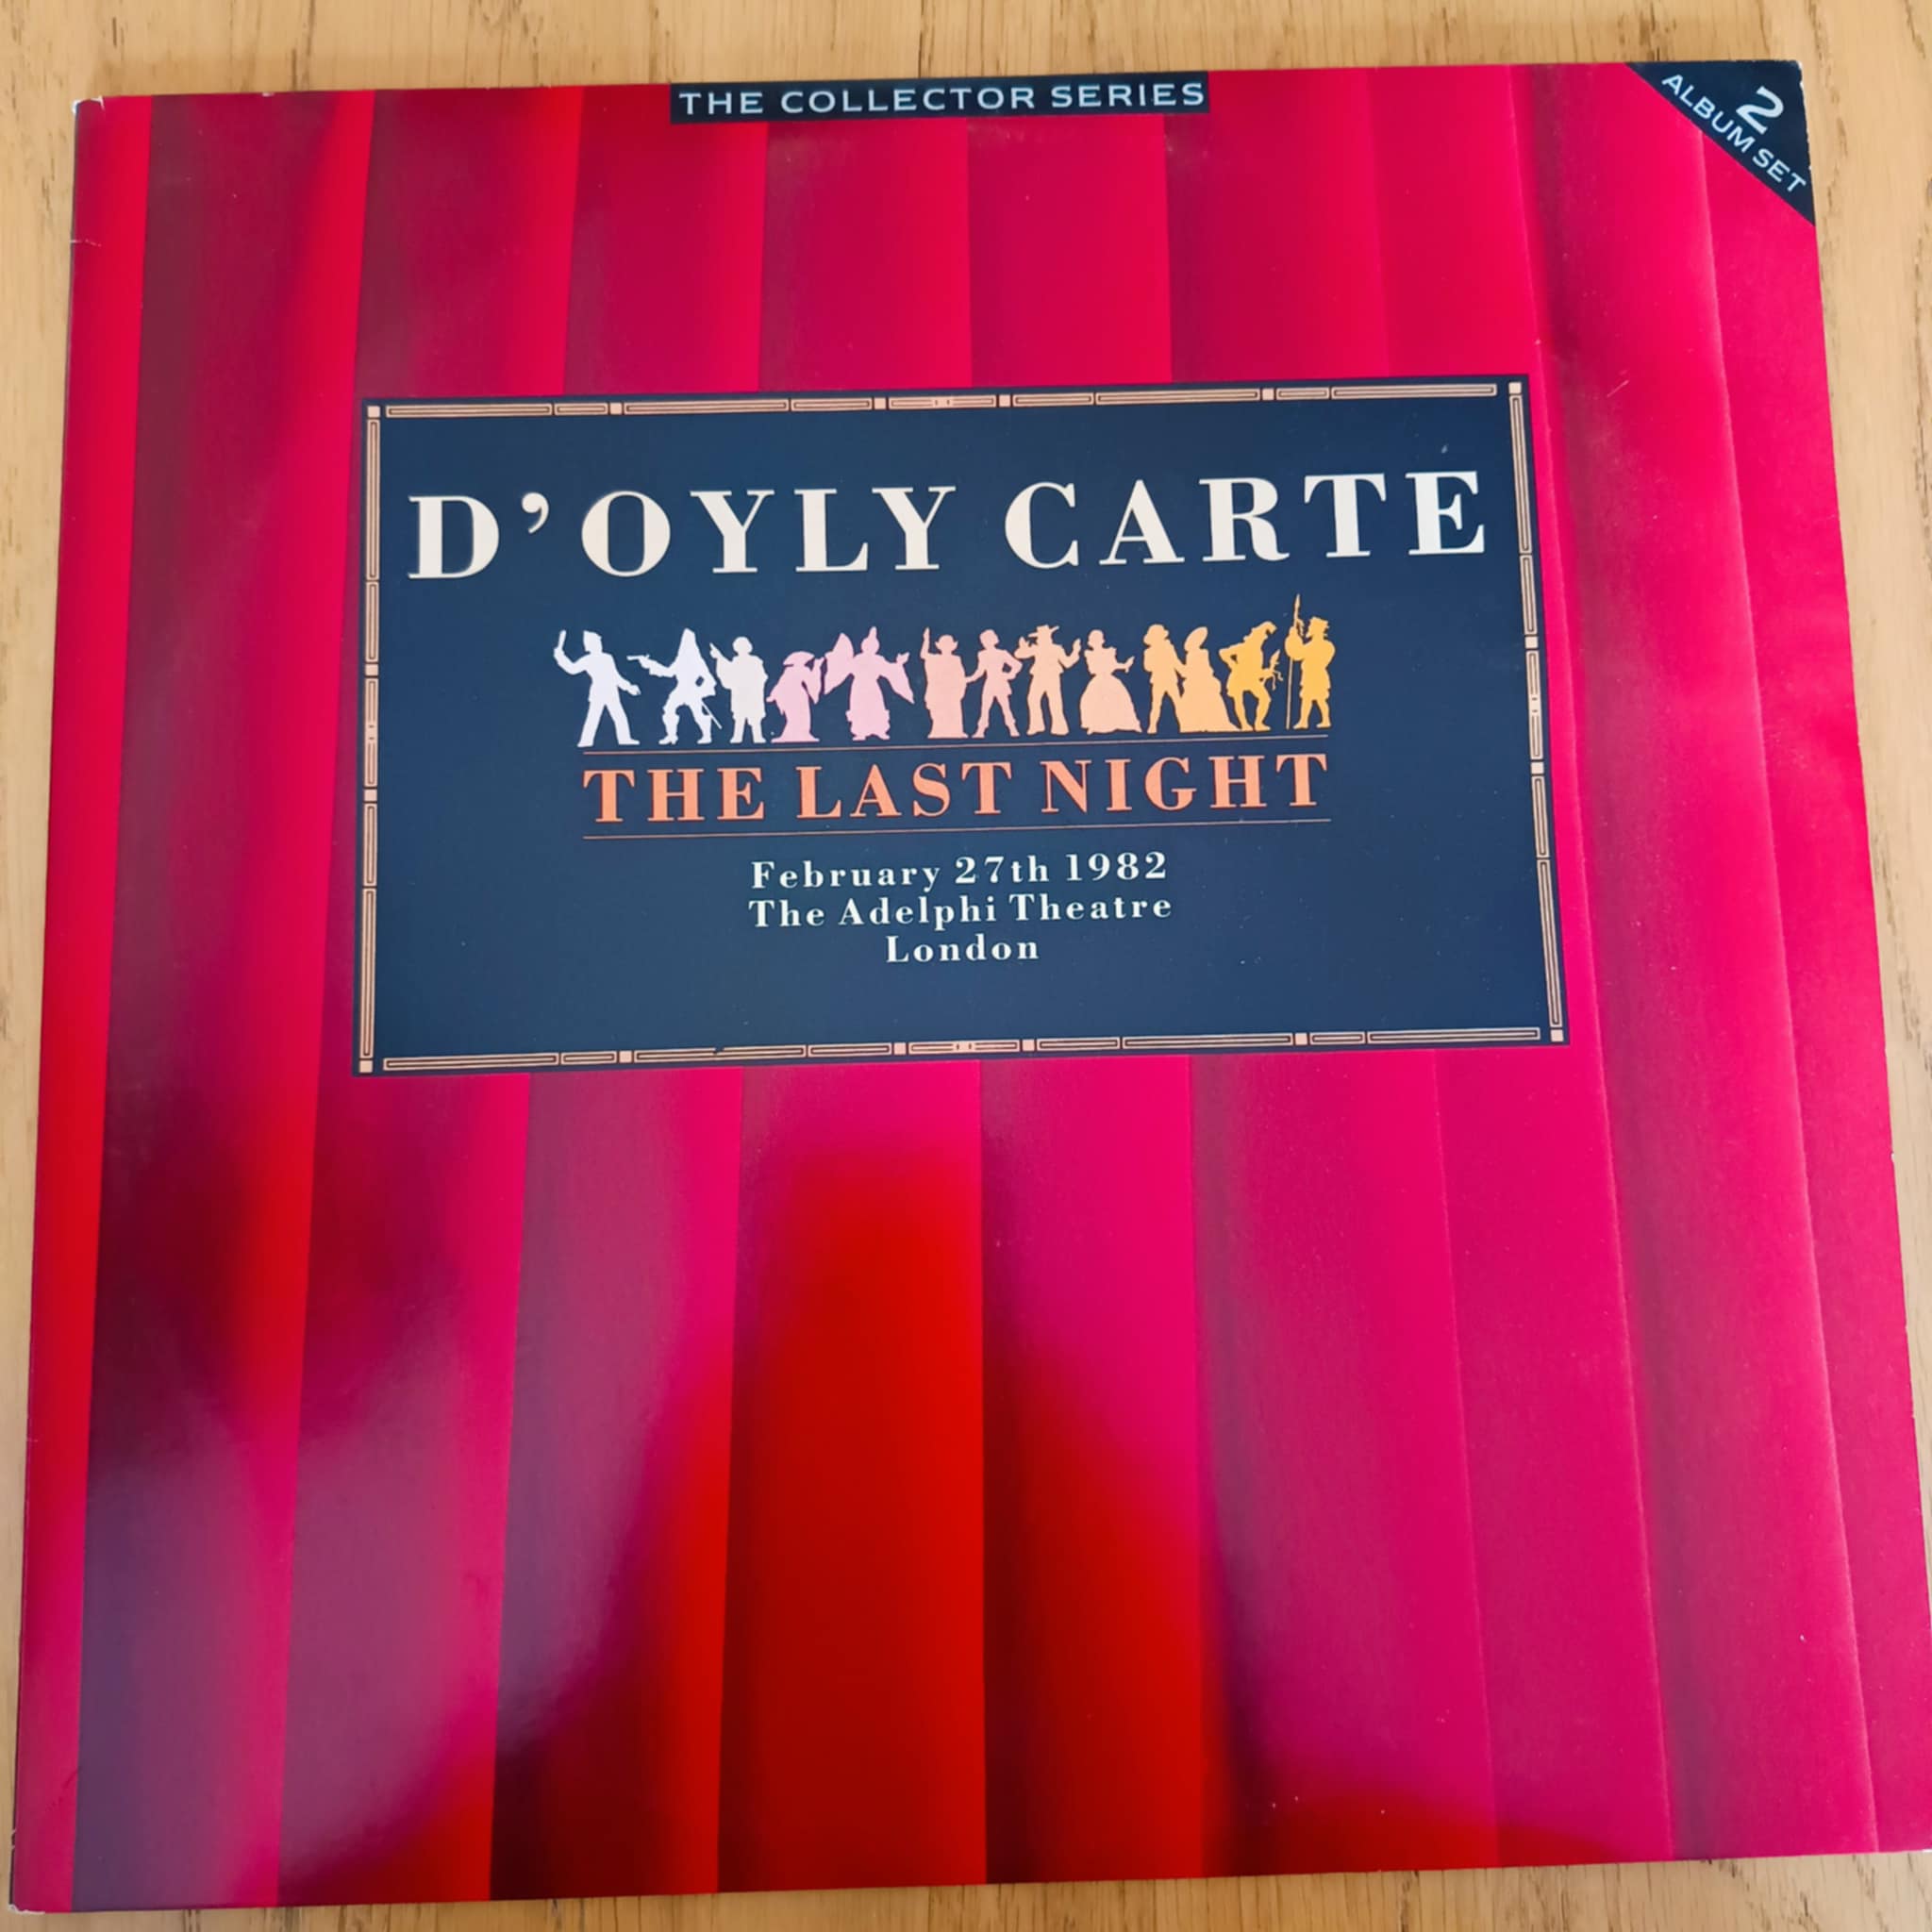 THE COLLECTOR SERIES
2
ALBUM SET
D'OYLY CARTE
THE LAST NIGHT
February 27th 1982
The Adelphi Theatre
London